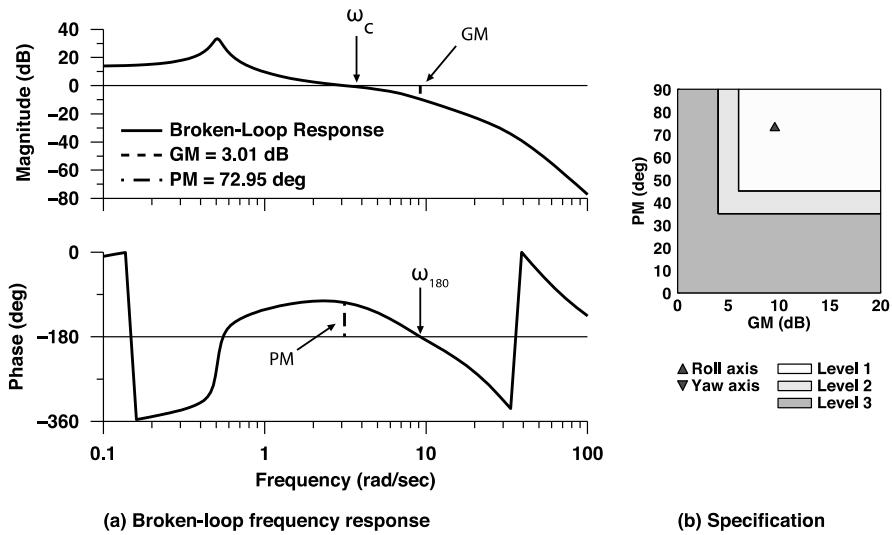 ωC
GM
40
20
0
−20
−40
−60
−80
Magnitude (dB)
Broken-Loop Response
GM = 3.01 dB
PM = 72.95 deg
0
−180
−360
Phase (deg)
ω180
PM
0.1
1
10
100
Frequency (rad/sec)
(a) Broken-loop frequency response
90
80
70
60
50
40
30
20
10
0
PM (deg)
0
5
10
15
20
GM (dB)
Roll axis
Yaw axis
Level 1
Level 2
Level 3
(b) Specification